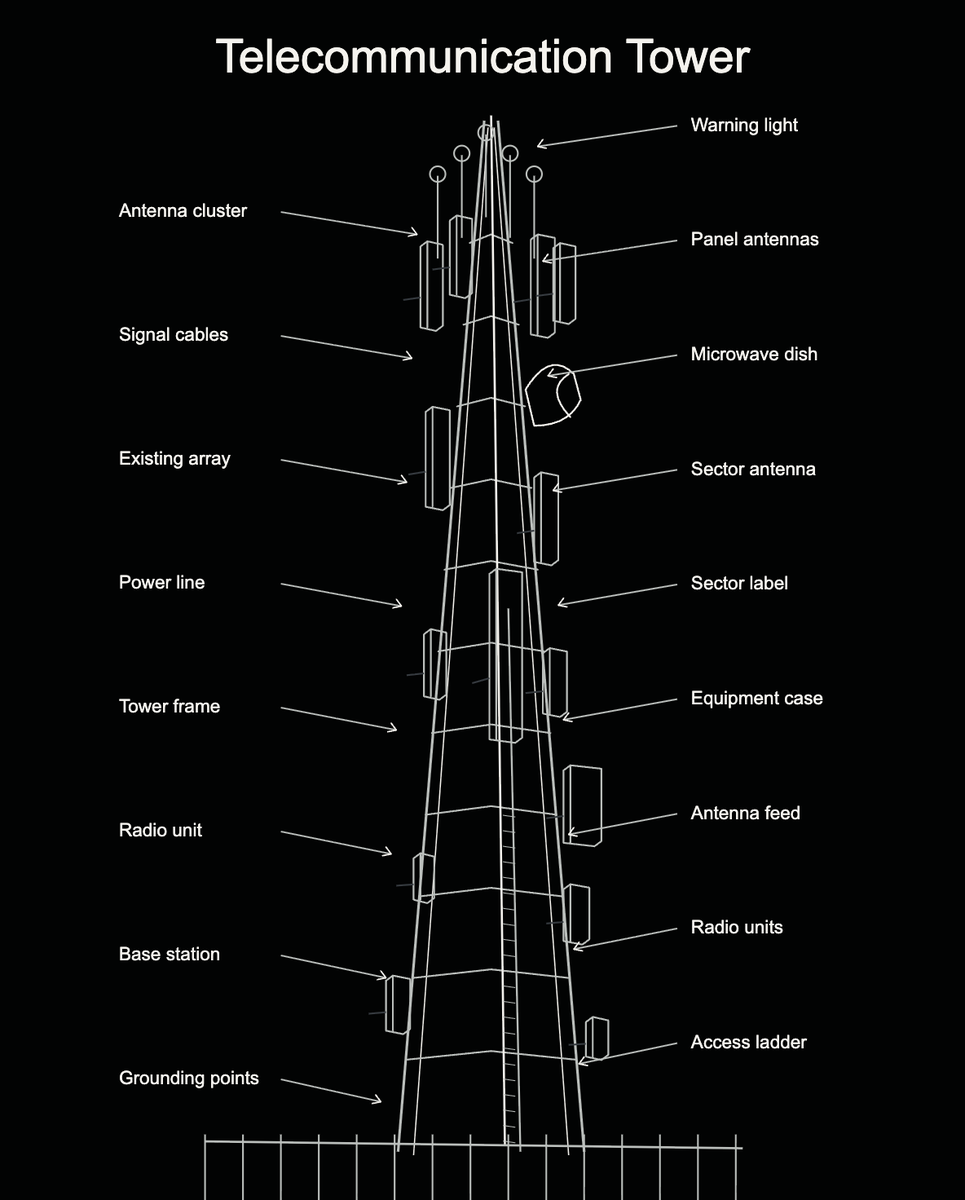 Telecommunication Tower
Warning light
Antenna cluster
Panel antennas
Signal cables
Microwave dish
Existing array
Sector antenna
Power line
Sector label
Tower frame
Equipment case
Radio unit
Antenna feed
Base station
Radio units
Grounding points
Access ladder